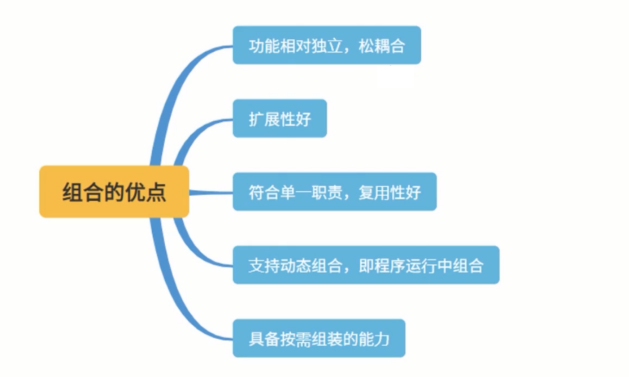 组合的优点
功能相对独立，松耦合
扩展性好
符合单一职责，复用性好
支持动态组合，即程序运行中组合
具备按需组装的能力